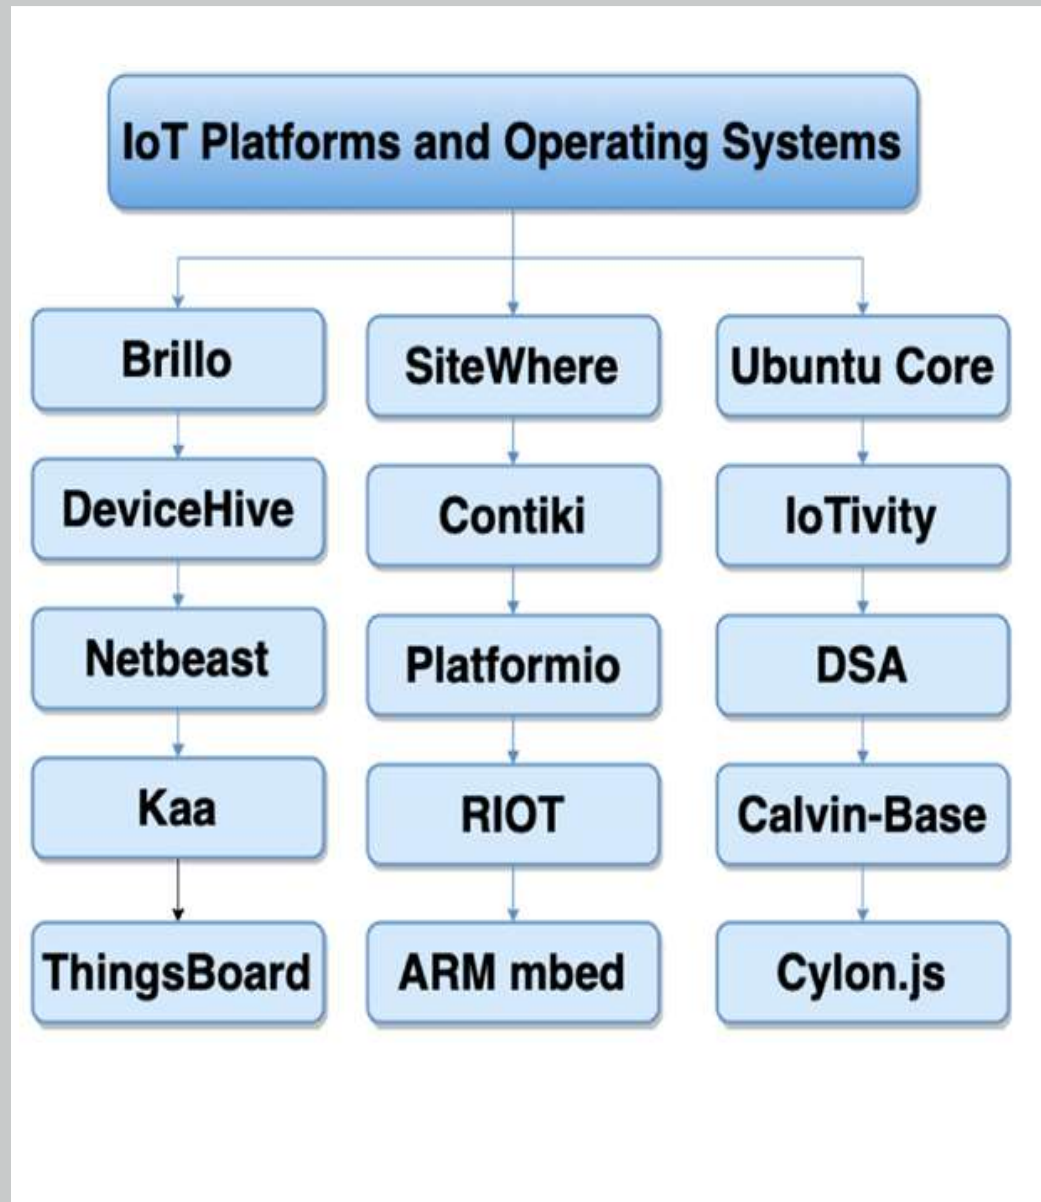 IoT Platforms and Operating Systems
Brillo
SiteWhere
Ubuntu Core
DeviceHive
Contiki
IoTivity
Netbeast
Platformio
DSA
Kaa
RIOT
Calvin-Base
ThingsBoard
ARM mbed
Cylon.js